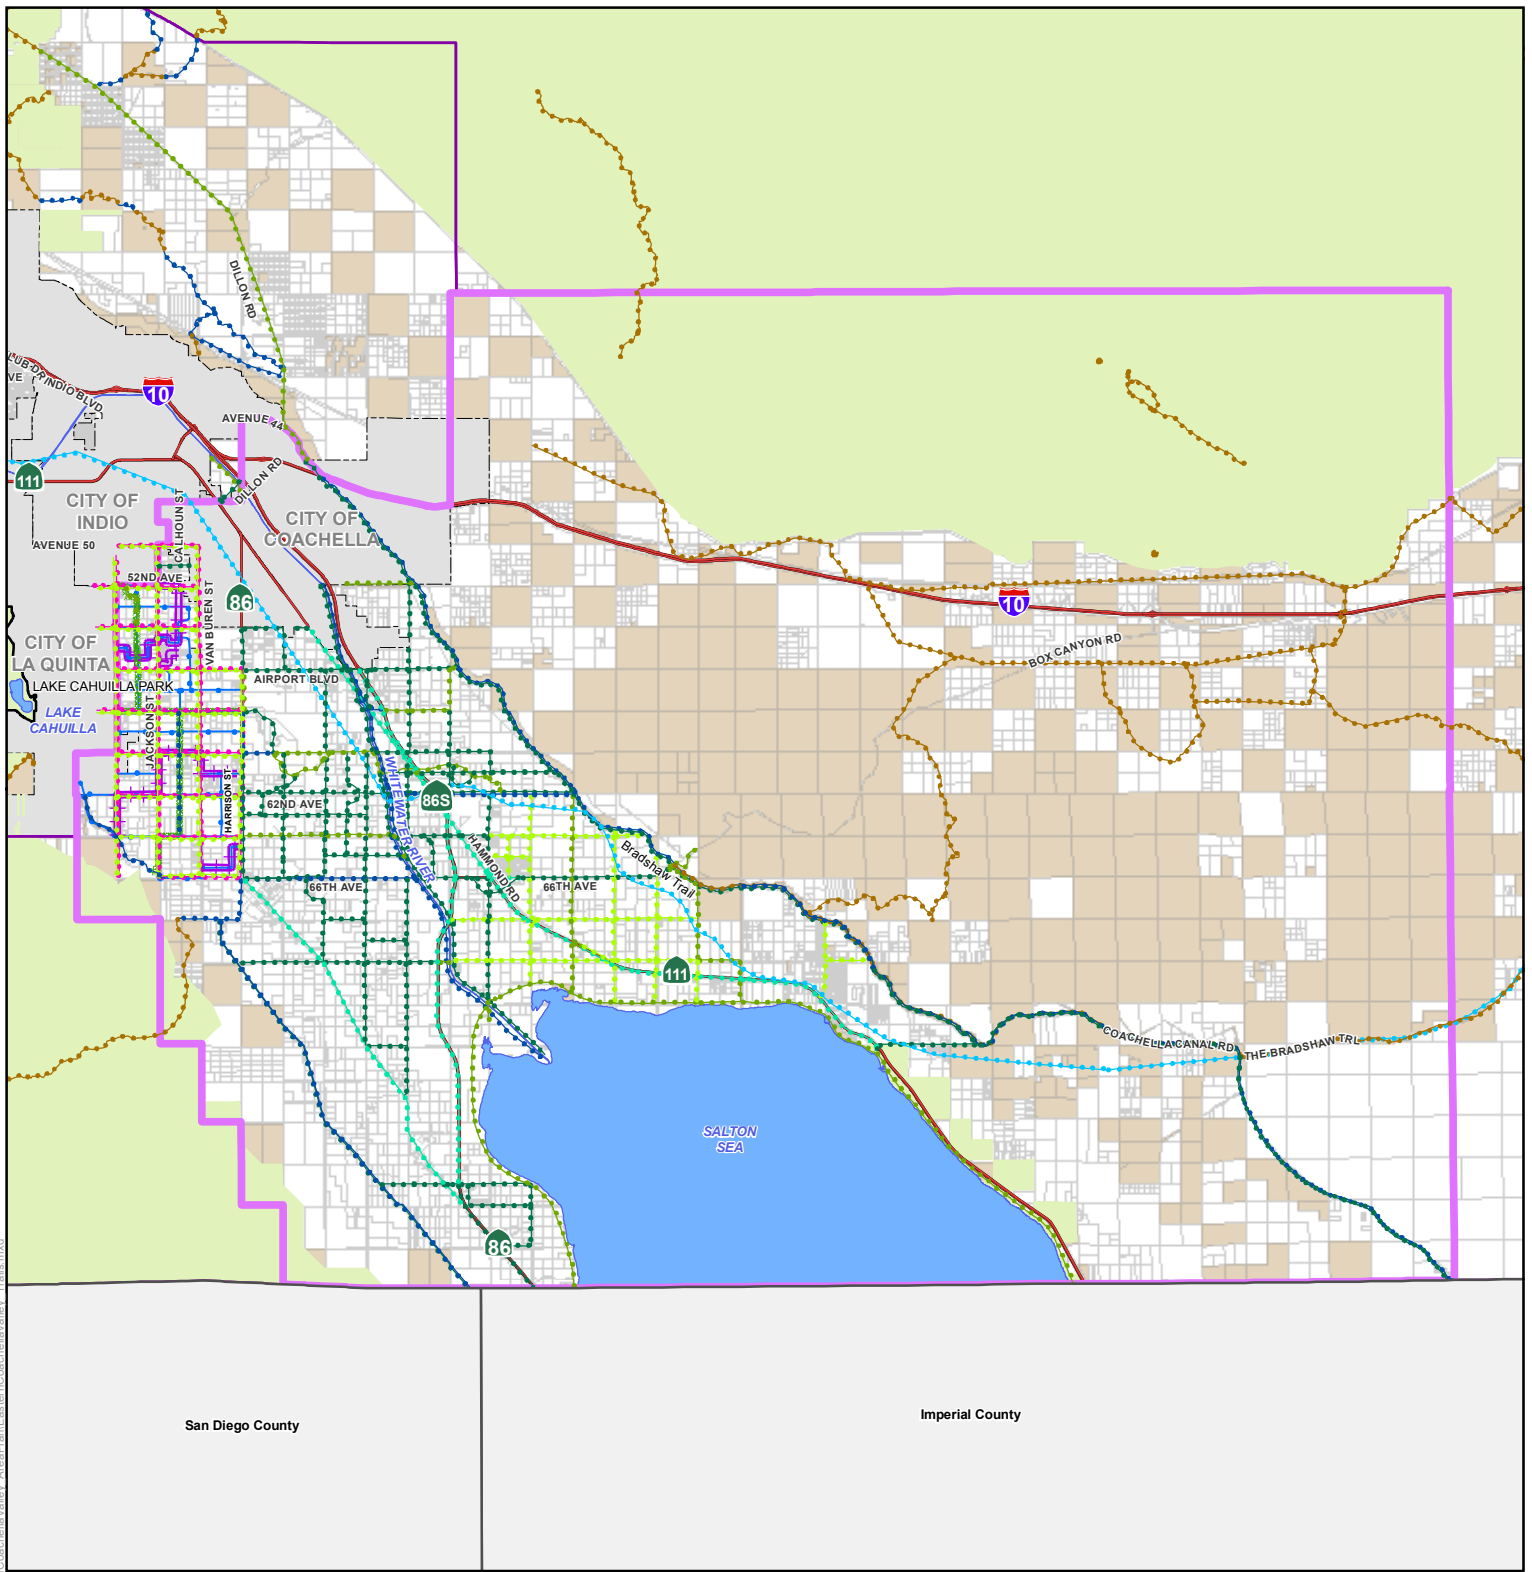 DILLON RD
LUB DR
INDIO BLVD
VE
10
AVENUE 44
111
DILLON RD
CITY OF
INDIO
CALHOUN ST
CITY OF
COACHELLA
AVENUE 50
52ND AVE
86
VAN BUREN ST
10
CITY OF
LA QUINTA
BOX CANYON RD
AIRPORT BLVD
LAKE CAHUILLA PARK
LAKE
CAHUILLA
JACKSON ST
WHITEWATER RIVER
86S
HARRISON ST
62ND AVE
HAMMOND RD
Bradshaw Trail
66TH AVE
66TH AVE
111
COACHELLA CANAL RD
THE BRADSHAW TRL
SALTON
SEA
86
San Diego County
Imperial County